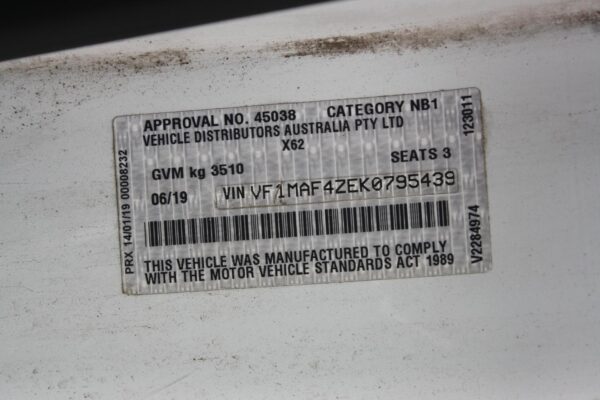 APPROVAL NO. 45038 CATEGORY NB1
VEHICLE DISTRIBUTORS AUSTRALIA PTY LTD
X62
GVM kg 3510 SEATS 3
06/19 VIN VF1MAF4ZEK0795439
THIS VEHICLE WAS MANUFACTURED TO COMPLY
WITH THE MOTOR VEHICLE STANDARDS ACT 1989
PRX 14/01/19 00008232
123011
V2284974